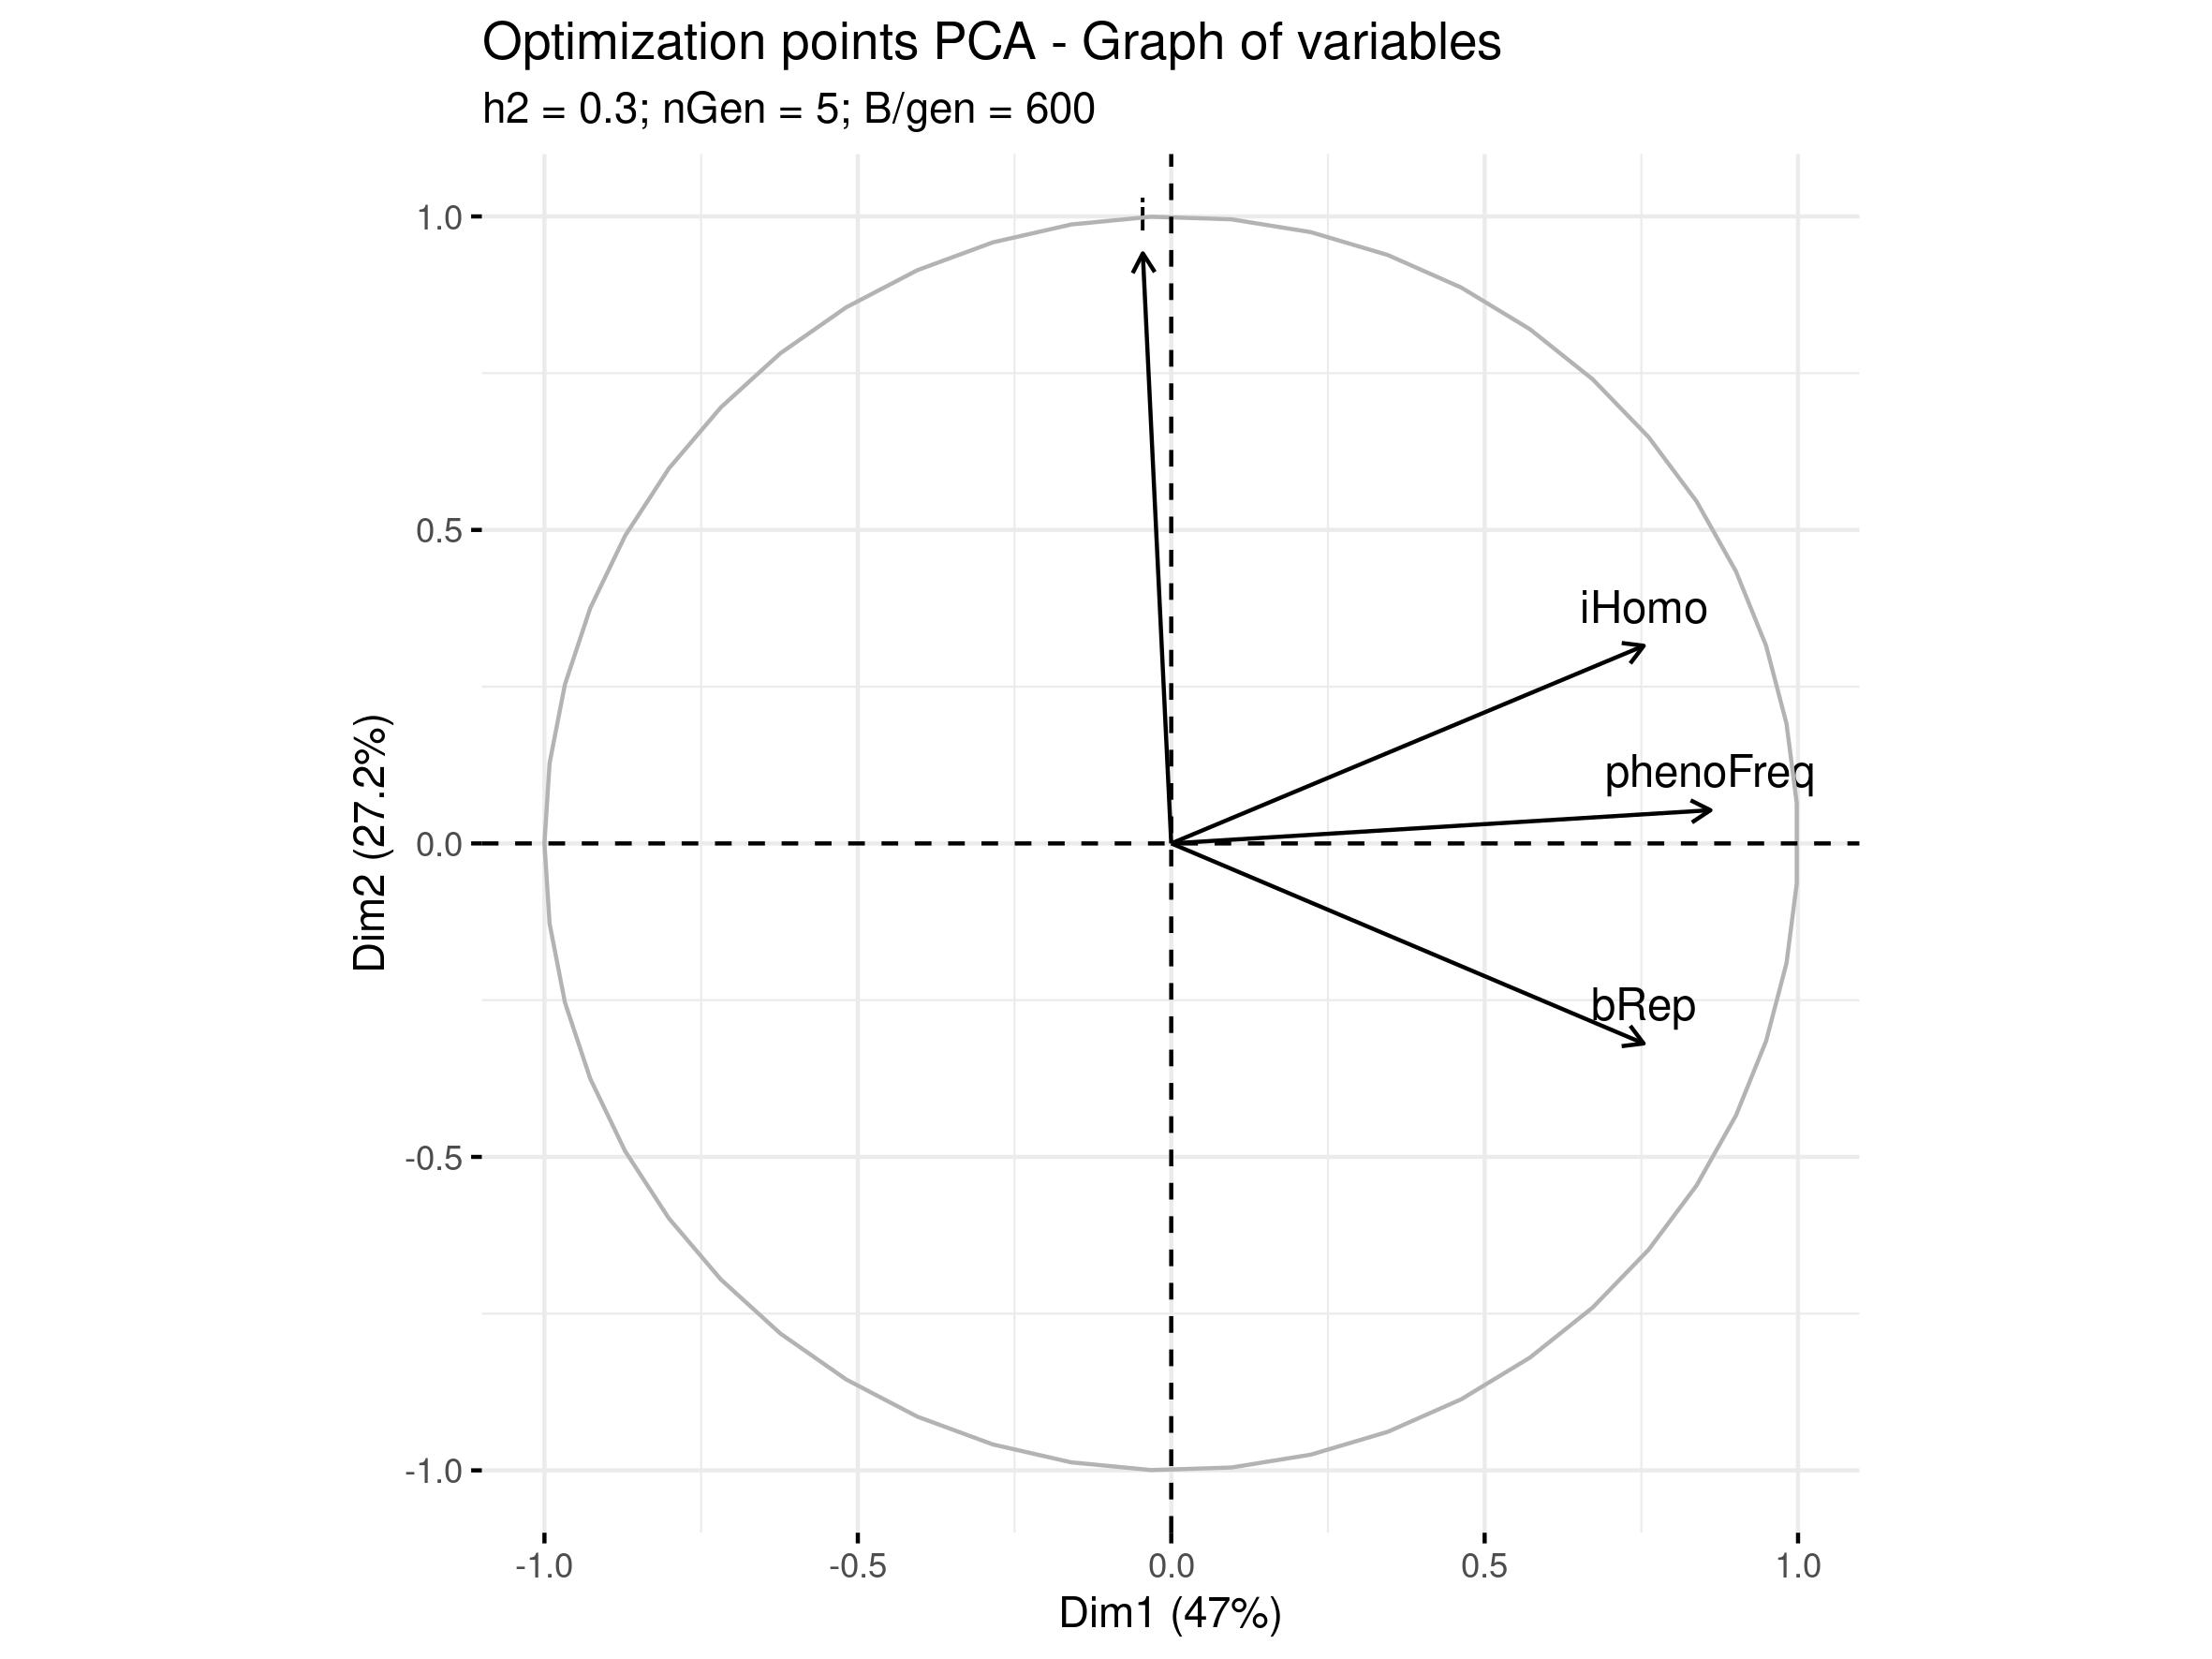 Optimization points PCA - Graph of variables
h2 = 0.3; nGen = 5; B/gen = 600
i
iHomo
phenoFreq
bRep
1.0
0.5
0.0
-0.5
-1.0
Dim2 (27.2%)
-1.0
-0.5
0.0
0.5
1.0
Dim1 (47%)